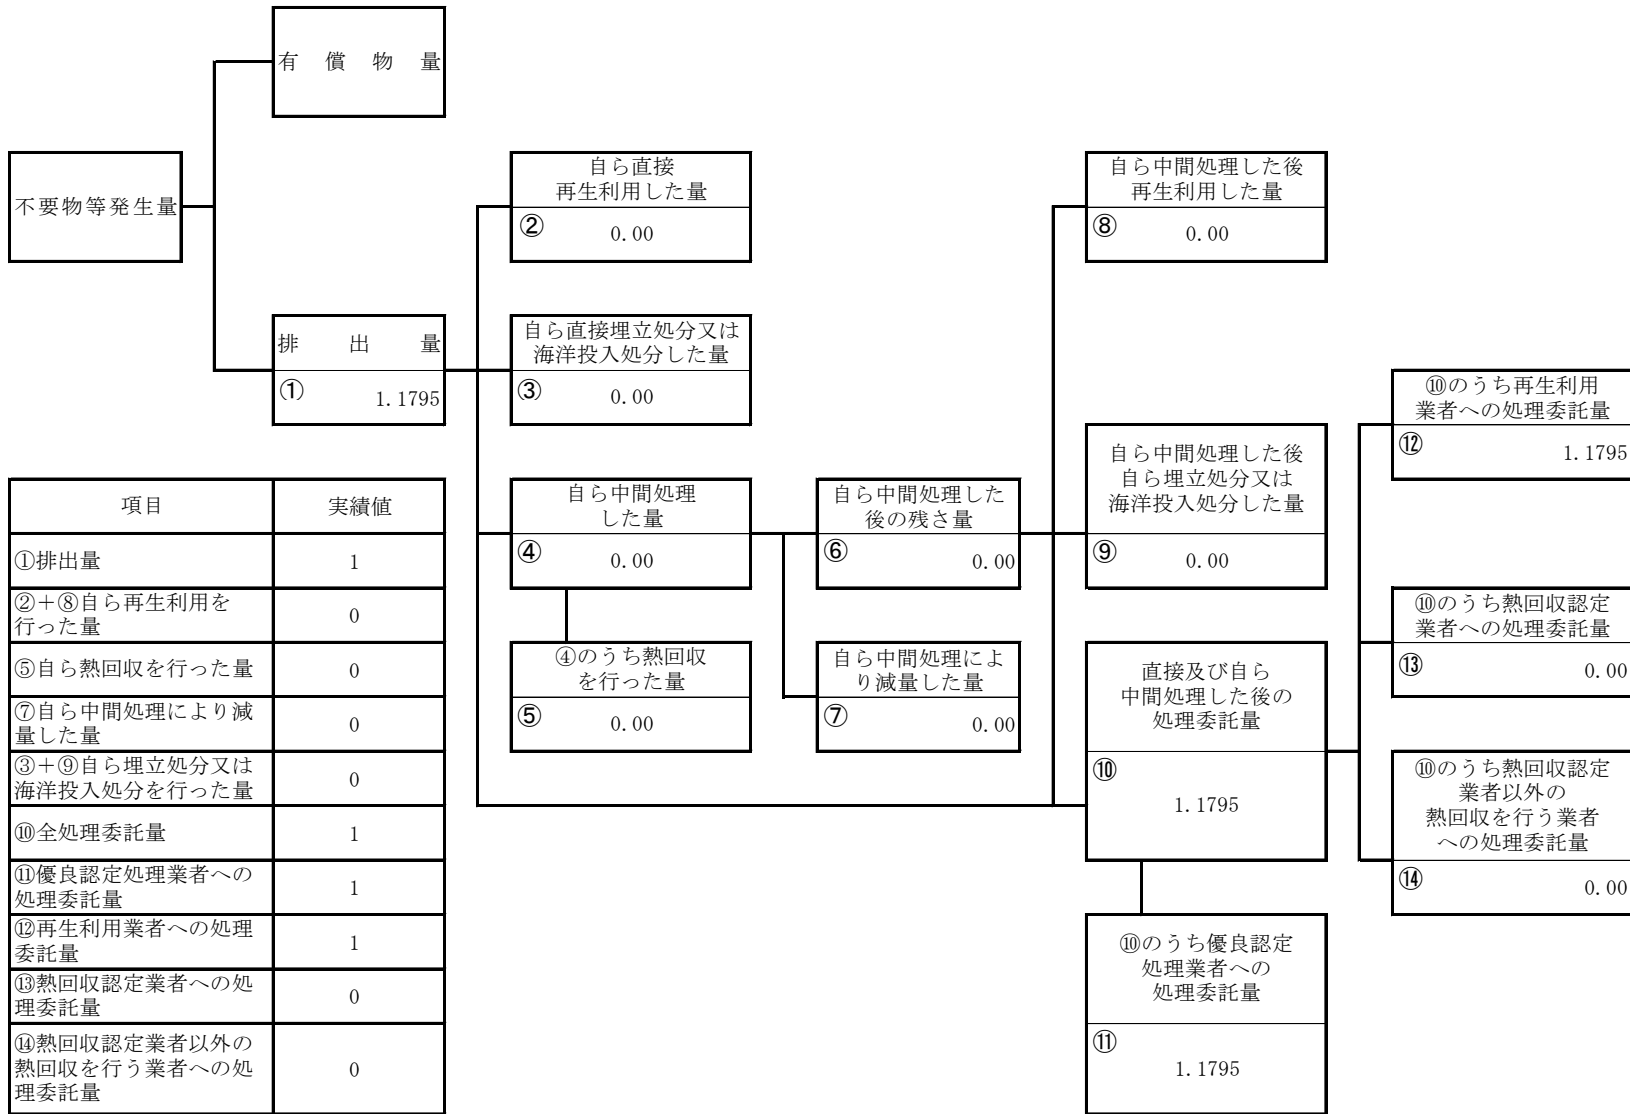 有償物量
不要物等発生量
排出量
①
1.1795
自ら直接
再生利用した量
②
0.00
自ら直接埋立処分又は
海洋投入処分した量
③
0.00
自ら中間処理
した量
④
0.00
④のうち熱回収
を行った量
⑤
0.00
自ら中間処理した
後の残さ量
⑥
0.00
自ら中間処理によ
り減量した量
⑦
0.00
自ら中間処理した後
再生利用した量
⑧
0.00
自ら中間処理した後
自ら埋立処分又は
海洋投入処分した量
⑨
0.00
直接及び自ら
中間処理した後の
処理委託量
⑩
1.1795
⑩のうち優良認定
処理業者への
処理委託量
⑪
1.1795
⑩のうち再生利用
業者への処理委託量
⑫
1.1795
⑩のうち熱回収認定
業者への処理委託量
⑬
0.00
⑩のうち熱回収認定
業者以外の
熱回収を行う業者
への処理委託量
⑭
0.00
項目 実績値
①排出量 1
②＋⑧自ら再生利用を
行った量 0
⑤自ら熱回収を行った量 0
⑦自ら中間処理により減
量した量 0
③＋⑨自ら埋立処分又は
海洋投入処分を行った量 0
⑩全処理委託量 1
⑪優良認定処理業者への
処理委託量 1
⑫再生利用業者への処理
委託量 1
⑬熱回収認定業者への処
理委託量 0
⑭熱回収認定業者以外の
熱回収を行う業者への処
理委託量 0